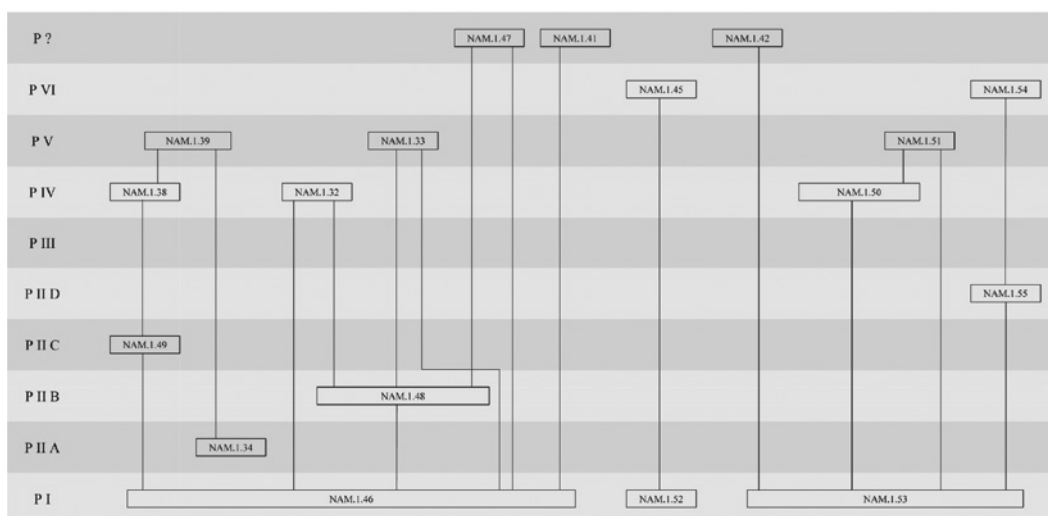 P ? NAM.1.47 NAM.1.41 NAM.1.42
P VI NAM.1.45 NAM.1.54
P V NAM.1.39 NAM.1.33 NAM.1.51
P IV NAM.1.38 NAM.1.32 NAM.1.50
P III
P II D NAM.1.55
P II C NAM.1.49
P II B NAM.1.48
P II A NAM.1.34
P I NAM.1.46 NAM.1.52 NAM.1.53